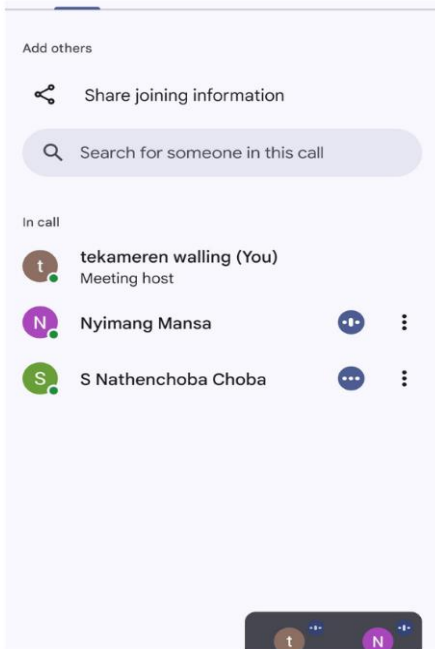 Add others
Share joining information
Search for someone in this call
In call
t
tekameren walling (You)
Meeting host
N
Nyimang Mansa
S
S Nathenchoba Choba
t
N